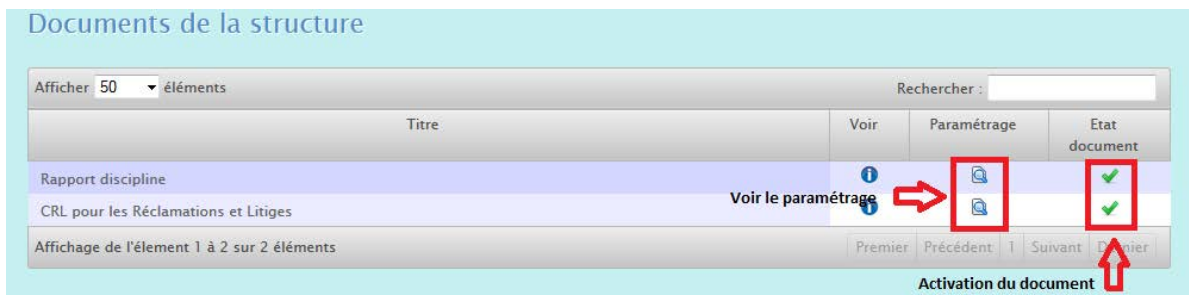 Documents de la structure
Afficher 50 éléments Rechercher :
Titre Voir Paramétrage Etat document
Rapport discipline
Voir le paramétrage
CRL pour les Réclamations et Litiges
Affichage de l'élement 1 à 2 sur 2 éléments Premier Précédent 1 Suivant Dernier
Activation du document